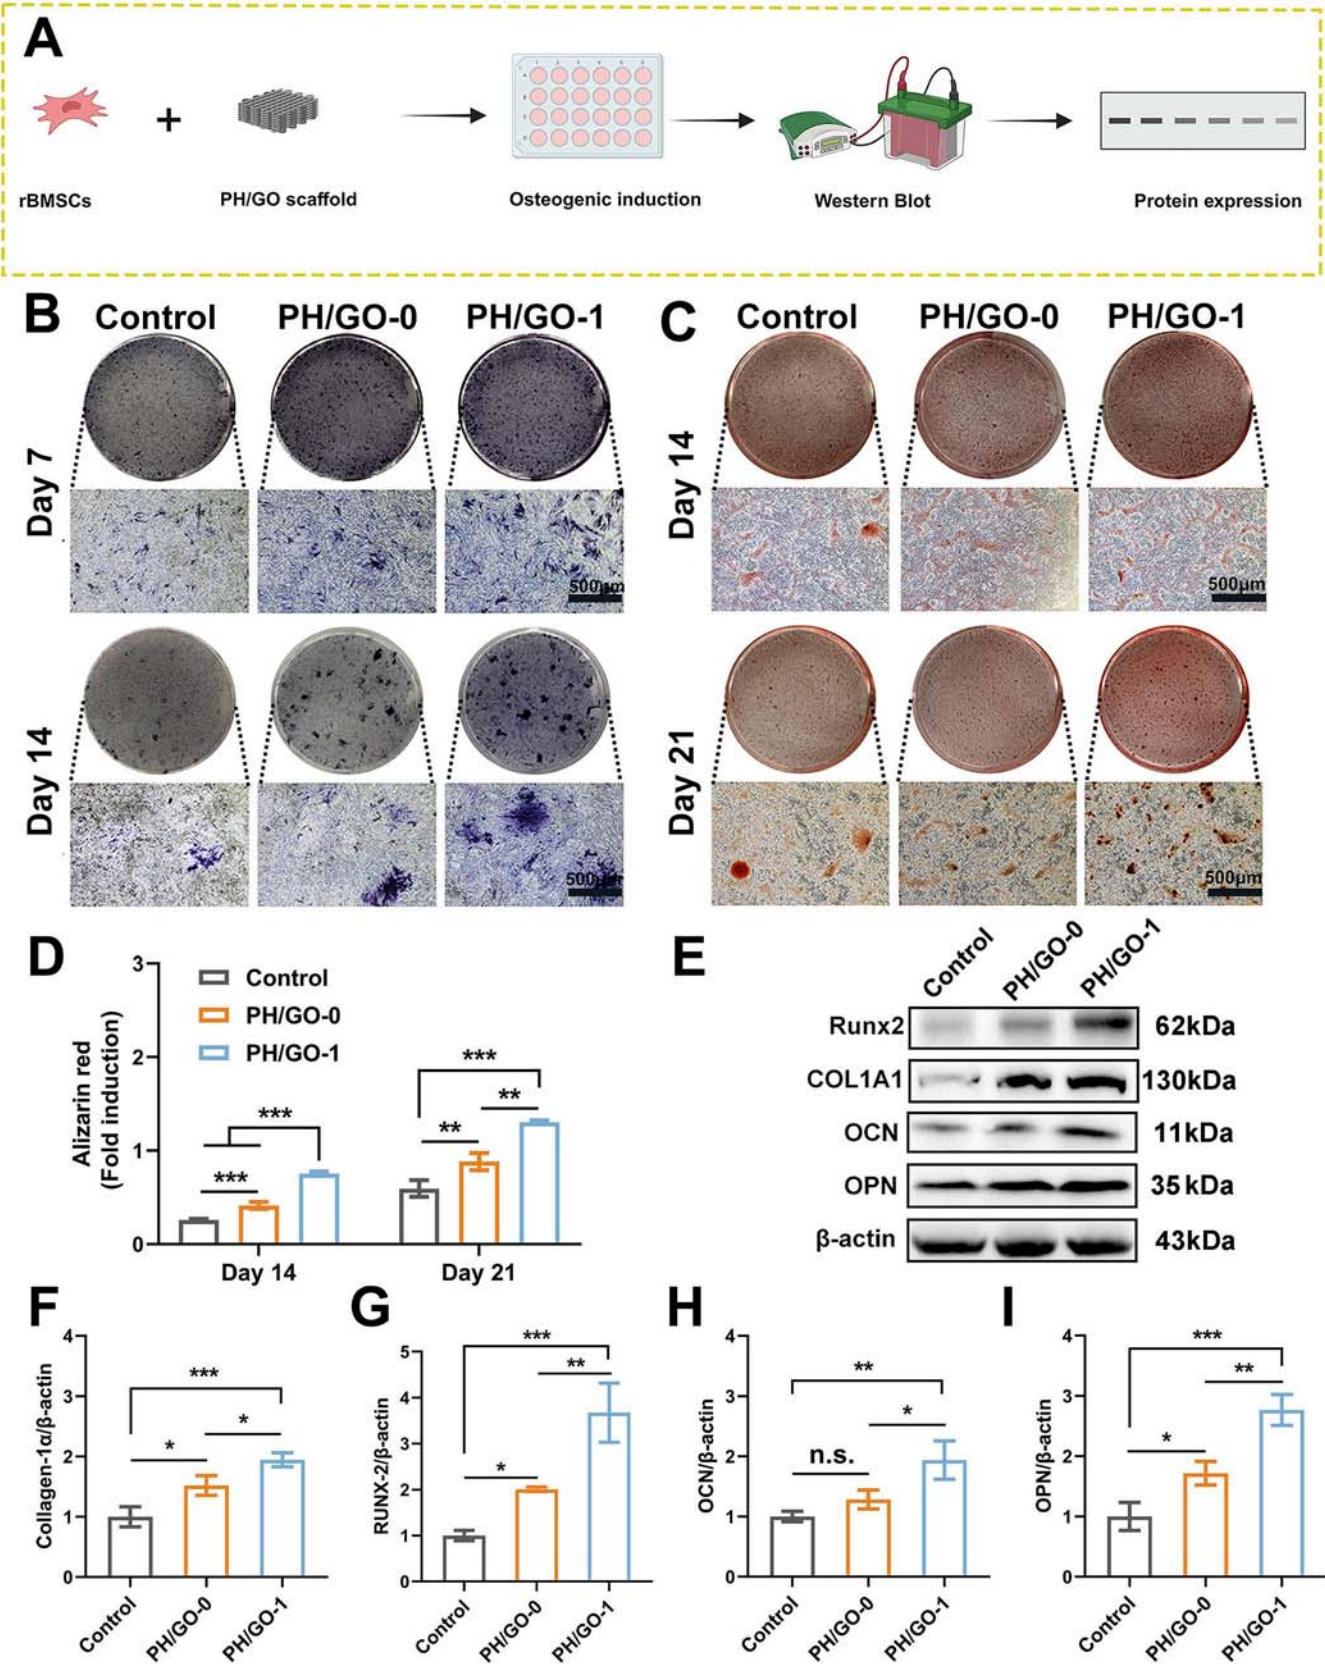 A
rBMSCs
+
PH/GO scaffold
Osteogenic induction
Western Blot
Protein expression
B
Control
PH/GO-0
PH/GO-1
Day 7
500μm
Day 14
500μm
C
Control
PH/GO-0
PH/GO-1
Day 14
500μm
Day 21
500μm
D
Alizarin red
(Fold induction)
3
2
1
0
Control
PH/GO-0
PH/GO-1
***
***
***
**
**
Day 14
Day 21
E
Control
PH/GO-0
PH/GO-1
Runx2
62kDa
COL1A1
130kDa
OCN
11kDa
OPN
35kDa
β-actin
43kDa
F
Collagen-1α/β-actin
4
3
2
1
0
***
*
*
Control
PH/GO-0
PH/GO-1
G
RUNX-2/β-actin
5
4
3
2
1
0
***
**
*
Control
PH/GO-0
PH/GO-1
H
OCN/β-actin
4
3
2
1
0
**
*
n.s.
Control
PH/GO-0
PH/GO-1
I
OPN/β-actin
4
3
2
1
0
***
**
*
Control
PH/GO-0
PH/GO-1